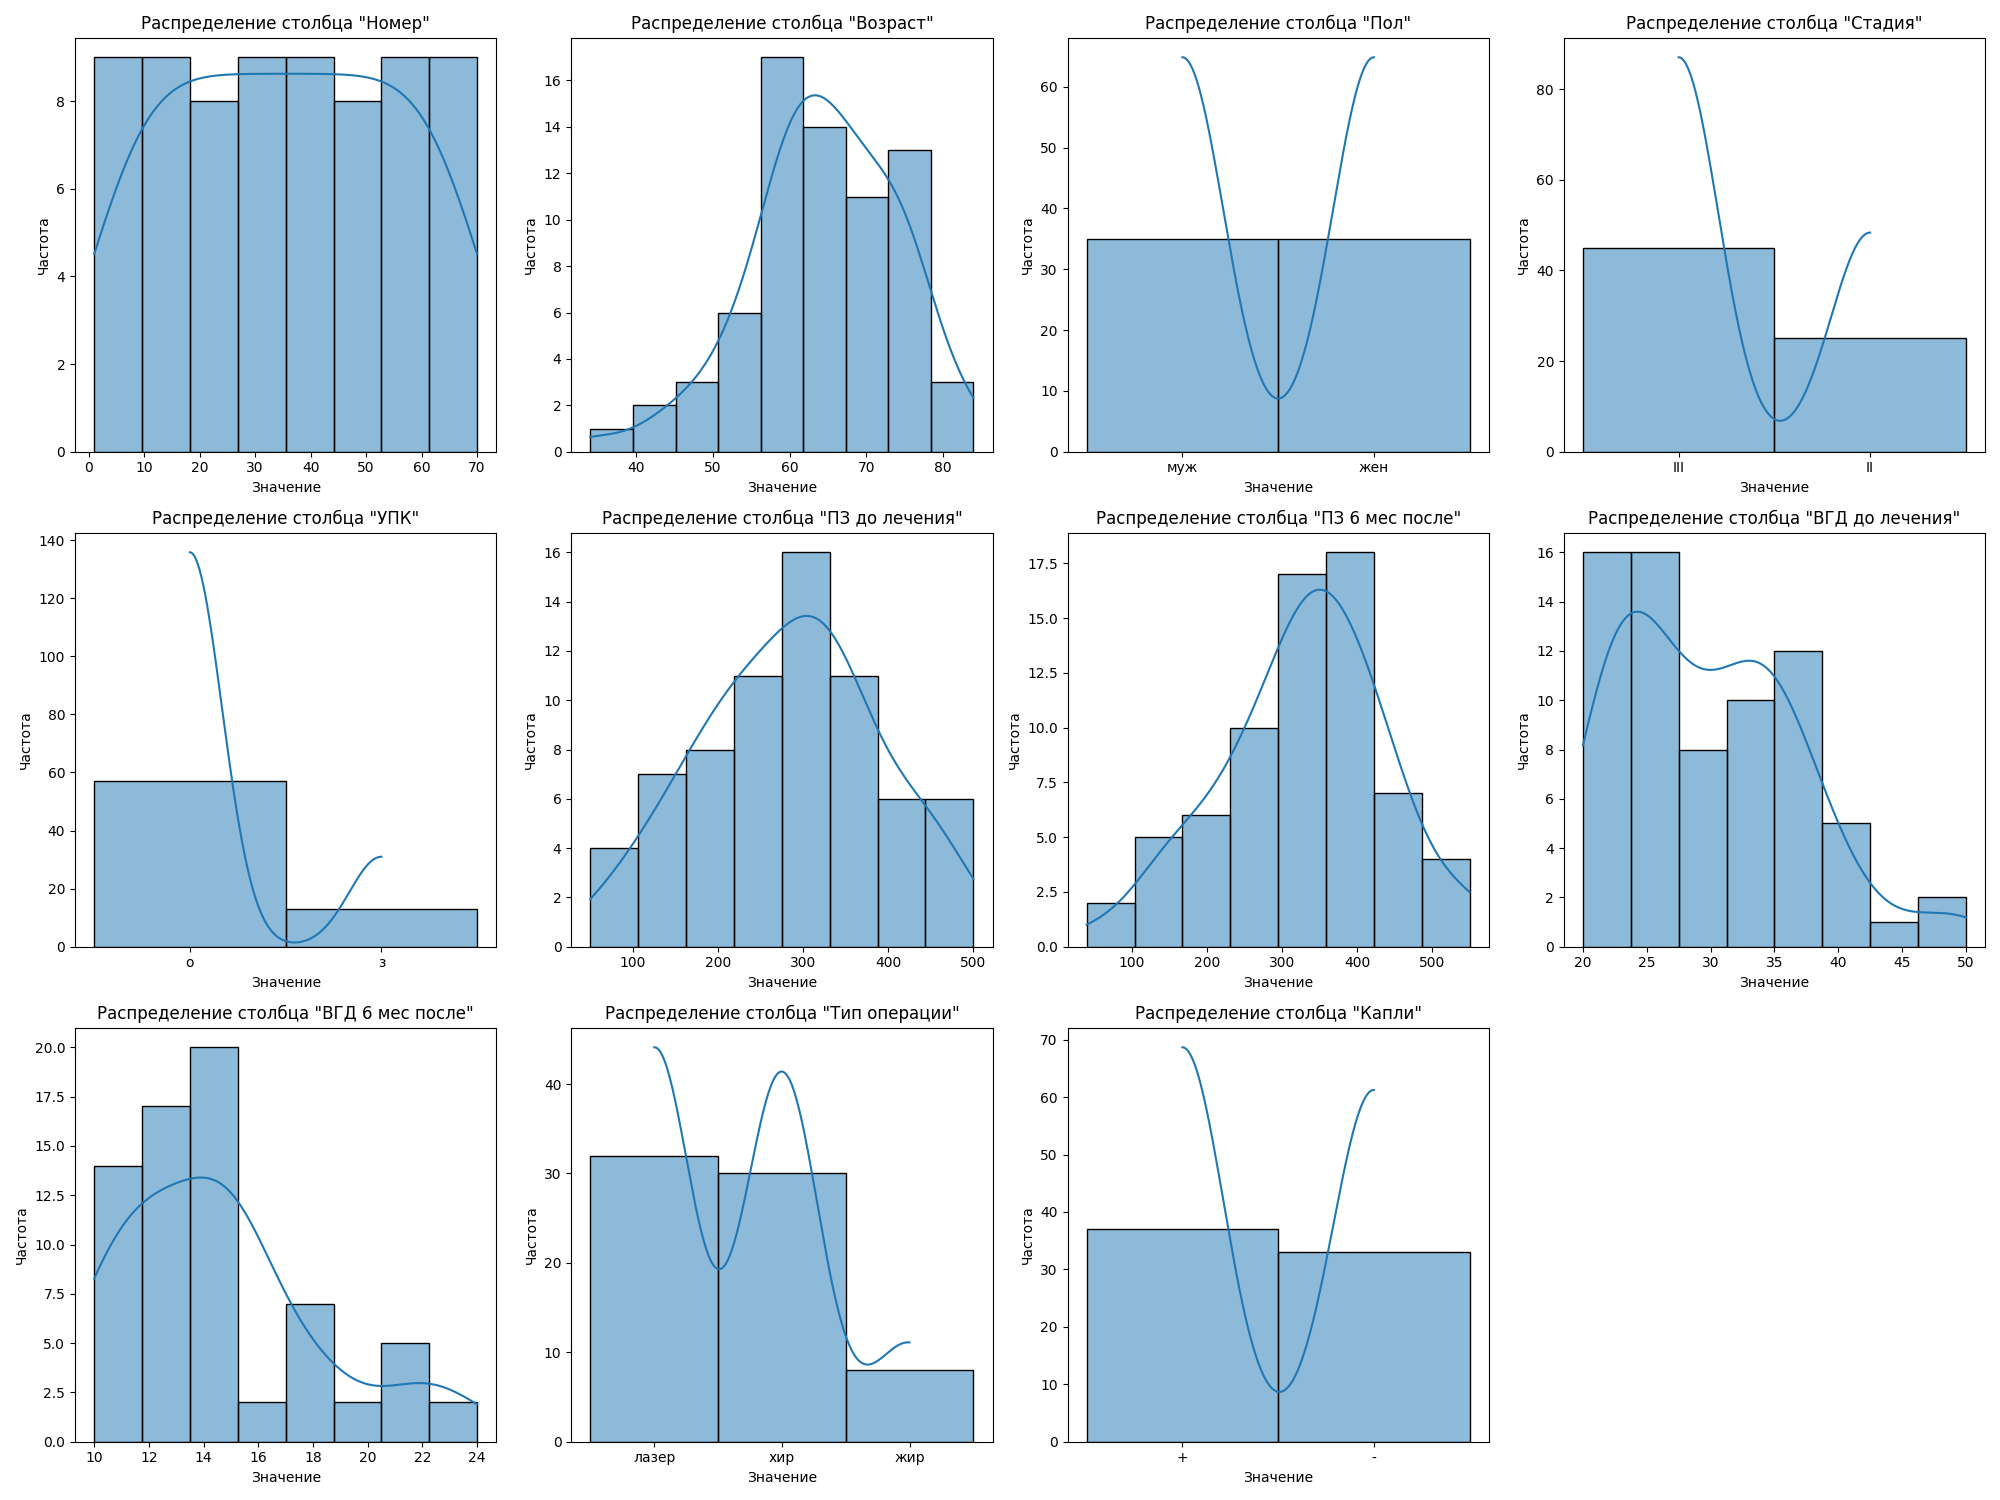 Распределение столбца "Номер"
Частота
8
6
4
2
0
0 10 20 30 40 50 60 70
Значение
Распределение столбца "Возраст"
Частота
16
14
12
10
8
6
4
2
0
40 50 60 70 80
Значение
Распределение столбца "Пол"
Частота
60
50
40
30
20
10
0
муж жен
Значение
Распределение столбца "Стадия"
Частота
80
60
40
20
0
III II
Значение
Распределение столбца "УПК"
Частота
140
120
100
80
60
40
20
0
о з
Значение
Распределение столбца "ПЗ до лечения"
Частота
16
14
12
10
8
6
4
2
0
100 200 300 400 500
Значение
Распределение столбца "ПЗ 6 мес после"
Частота
17.5
15.0
12.5
10.0
7.5
5.0
2.5
0.0
100 200 300 400 500
Значение
Распределение столбца "ВГД до лечения"
Частота
16
14
12
10
8
6
4
2
0
20 25 30 35 40 45 50
Значение
Распределение столбца "ВГД 6 мес после"
Частота
20.0
17.5
15.0
12.5
10.0
7.5
5.0
2.5
0.0
10 12 14 16 18 20 22 24
Значение
Распределение столбца "Тип операции"
Частота
40
30
20
10
0
лазер хир жир
Значение
Распределение столбца "Капли"
Частота
70
60
50
40
30
20
10
0
+ -
Значение